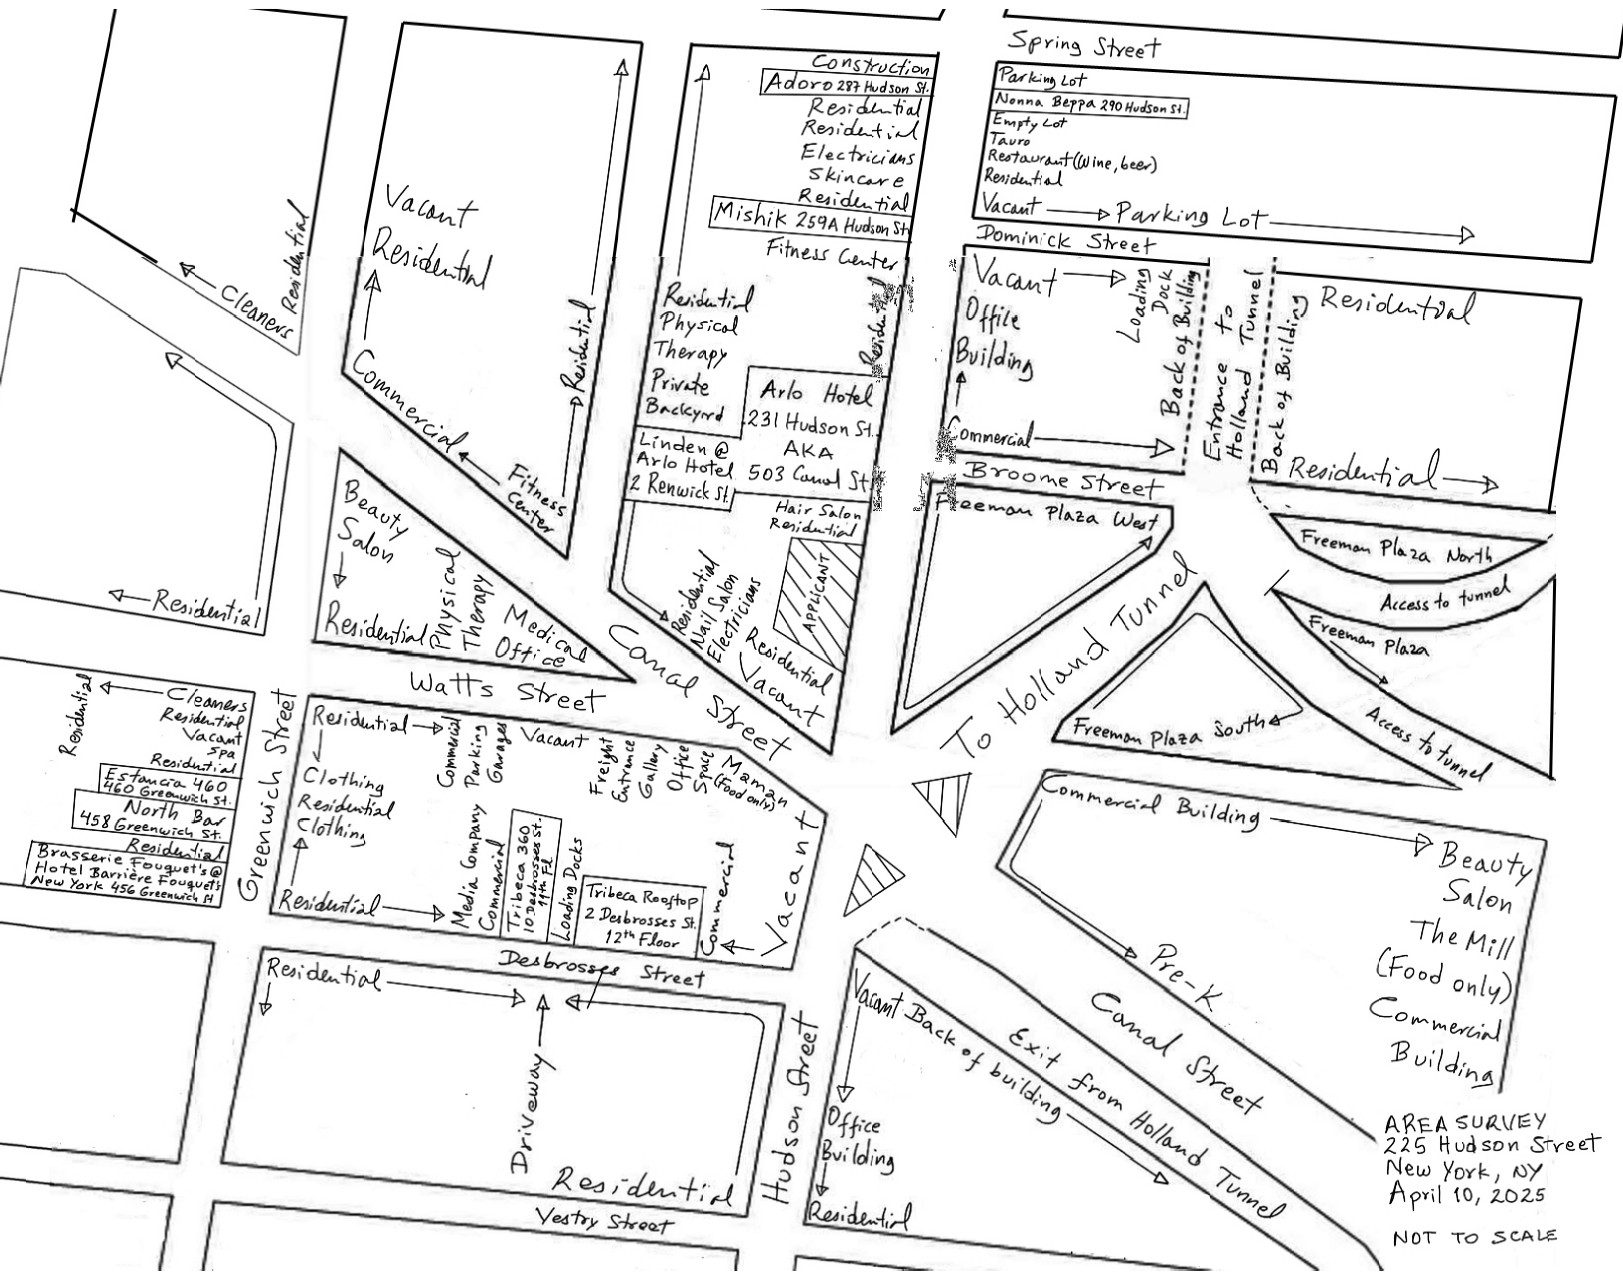 Spring Street
Construction
Adoro 287 Hudson St.
Residential
Residential
Electricians
Skincare
Residential
Mishik 259A Hudson St.
Fitness Center
Residential
Parking Lot
Nonna Beppa 290 Hudson St.
Empty Lot
Tauro
Restaurant (Wine, beer)
Residential
Vacant
Parking Lot
Dominick Street
Vacant
Office
Building
Commercial
Loading
Dock
Back of Building
Entrance to
Holland Tunnel
Back of Building
Residential
Residential
Broome Street
Residential
Cleaners
Vacant
Residential
Commercial
Fitness
Center
Residential
Residential
Physical
Therapy
Private
Backyard
Linden @
Arlo Hotel
2 Renwick St.
Arlo Hotel
231 Hudson St.
AKA
503 Canal St.
Hair Salon
Residential
APPLICANT
Residential
Nail Salon
Electricians
Residential
Vacant
Freeman Plaza West
Freeman Plaza North
Access to tunnel
Freeman Plaza
Access to tunnel
Freeman Plaza South
To Holland Tunnel
Residential
Beauty
Salon
Residential
Physical
Therapy
Medical
Office
Canal Street
Watts Street
Greenwich Street
Residential
Cleaners
Residential
Vacant
Spa
Residential
Estancia 460
460 Greenwich St.
North Bar
458 Greenwich St.
Residential
Brasserie Fouquet's @
Hotel Barrière Fouquet's
New York 456 Greenwich St
Residential
Clothing
Residential
Clothing
Residential
Commercial
Parking
Garages
Vacant
Freight
Entrance
Gallery
Office
Space
Maman
(Food only)
Media Company
Commercial
Tribeca 360
10 Desbrosses St.
11th Fl
Loading Docks
Tribeca Rooftop
2 Desbrosses St.
12th Floor
Commercial
Vacant
Desbrosses Street
Residential
Driveway
Residential
Vestry Street
Hudson Street
Commercial Building
Beauty
Salon
The Mill
(Food only)
Commercial
Building
Pre-K
Canal Street
Exit from Holland Tunnel
Vacant
Back of building
Office
Building
Residential
AREA SURVEY
225 Hudson Street
New York, NY
April 10, 2025
NOT TO SCALE